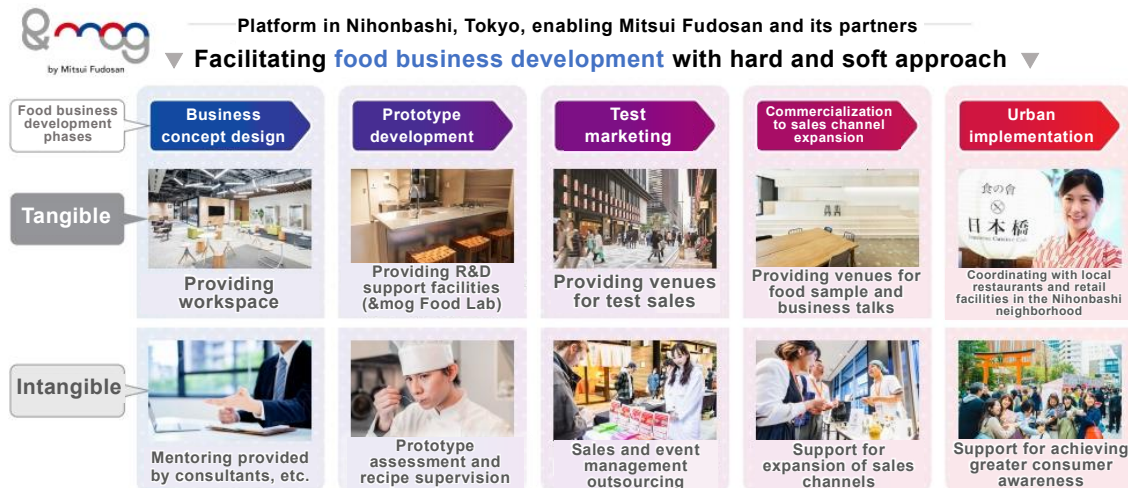 &mog
by Mitsui Fudosan
Platform in Nihonbashi, Tokyo, enabling Mitsui Fudosan and its partners
▼ Facilitating food business development with hard and soft approach ▼
Food business
development
phases
Business
concept design
Prototype
development
Test
marketing
Commercialization
to sales channel
expansion
Urban
implementation
Tangible
Providing
workspace
Providing R&D
support facilities
(&mog Food Lab)
Providing venues
for test sales
Providing venues for
food sample and
business talks
食の會
日本橋
Coordinating with local
restaurants and retail
facilities in the Nihonbashi
neighborhood
Intangible
Mentoring provided
by consultants, etc.
Prototype
assessment and
recipe supervision
Sales and event
management
outsourcing
Support for
expansion of sales
channels
Support for achieving
greater consumer
awareness